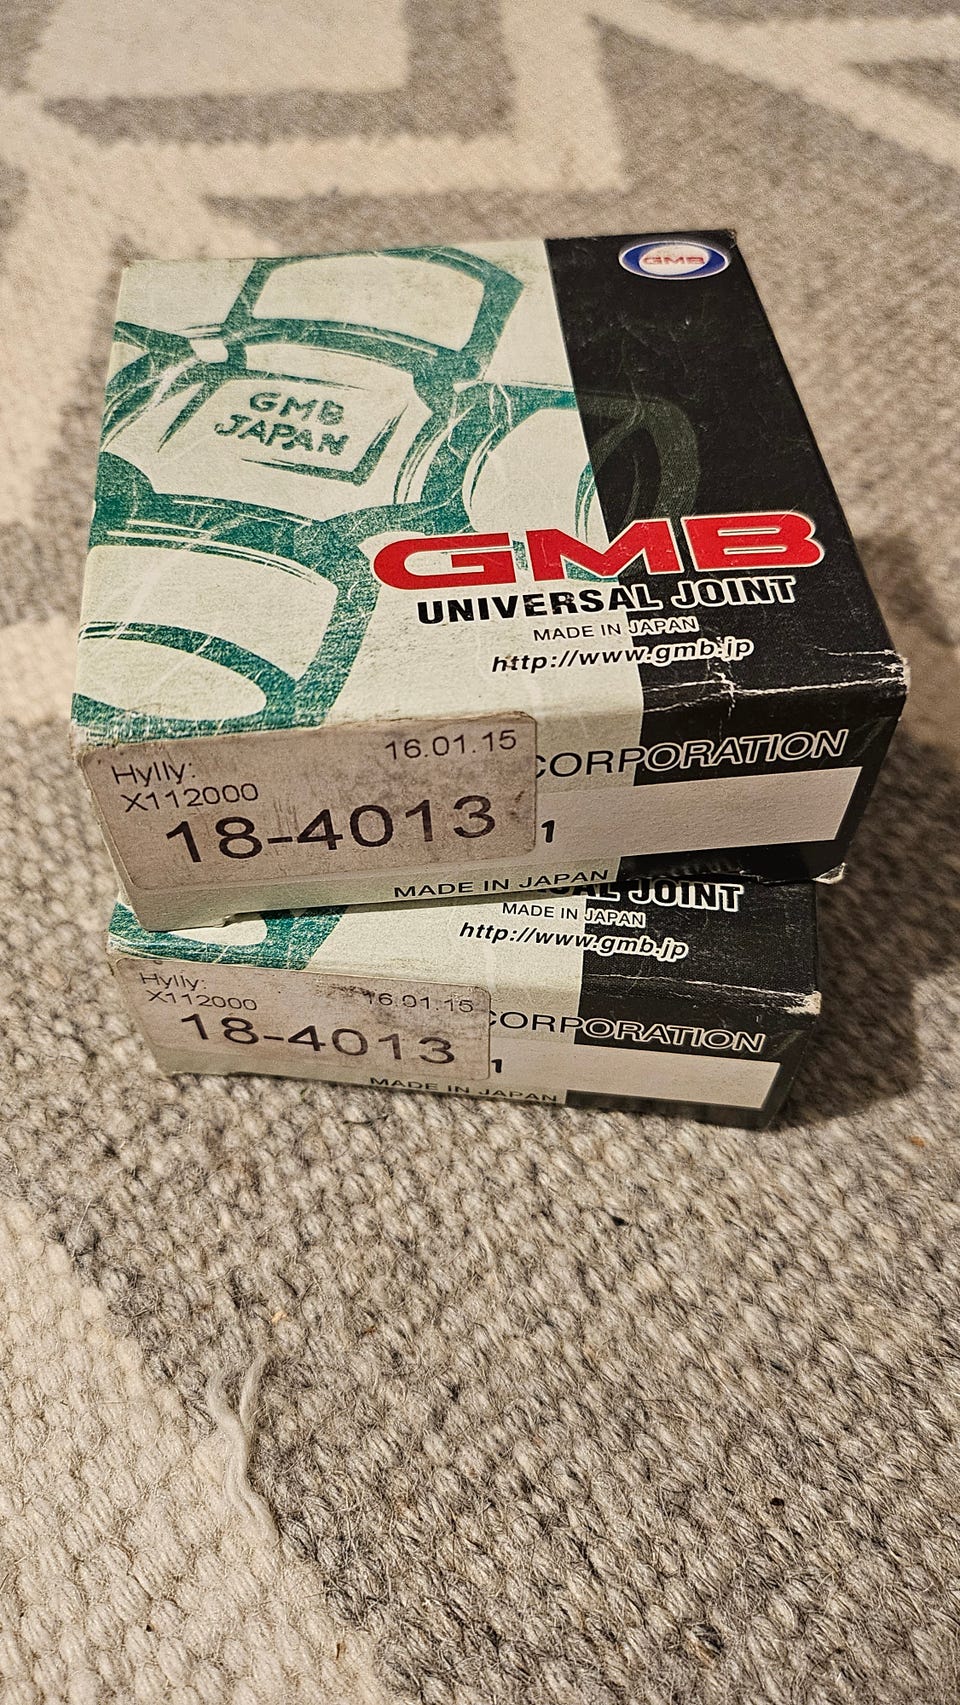 GMB
GMB
JAPAN
GMB
UNIVERSAL JOINT
MADE IN JAPAN
http://www.gmb.jp
Hylly:
16.01.15
X112000
18-4013
CORPORATION
1
MADE IN JAPAN
JOINT
MADE IN JAPAN
http://www.gmb.jp
Hylly:
16.01.15
X112000
18-4013
CORPORATION
1
MADE IN JAPAN